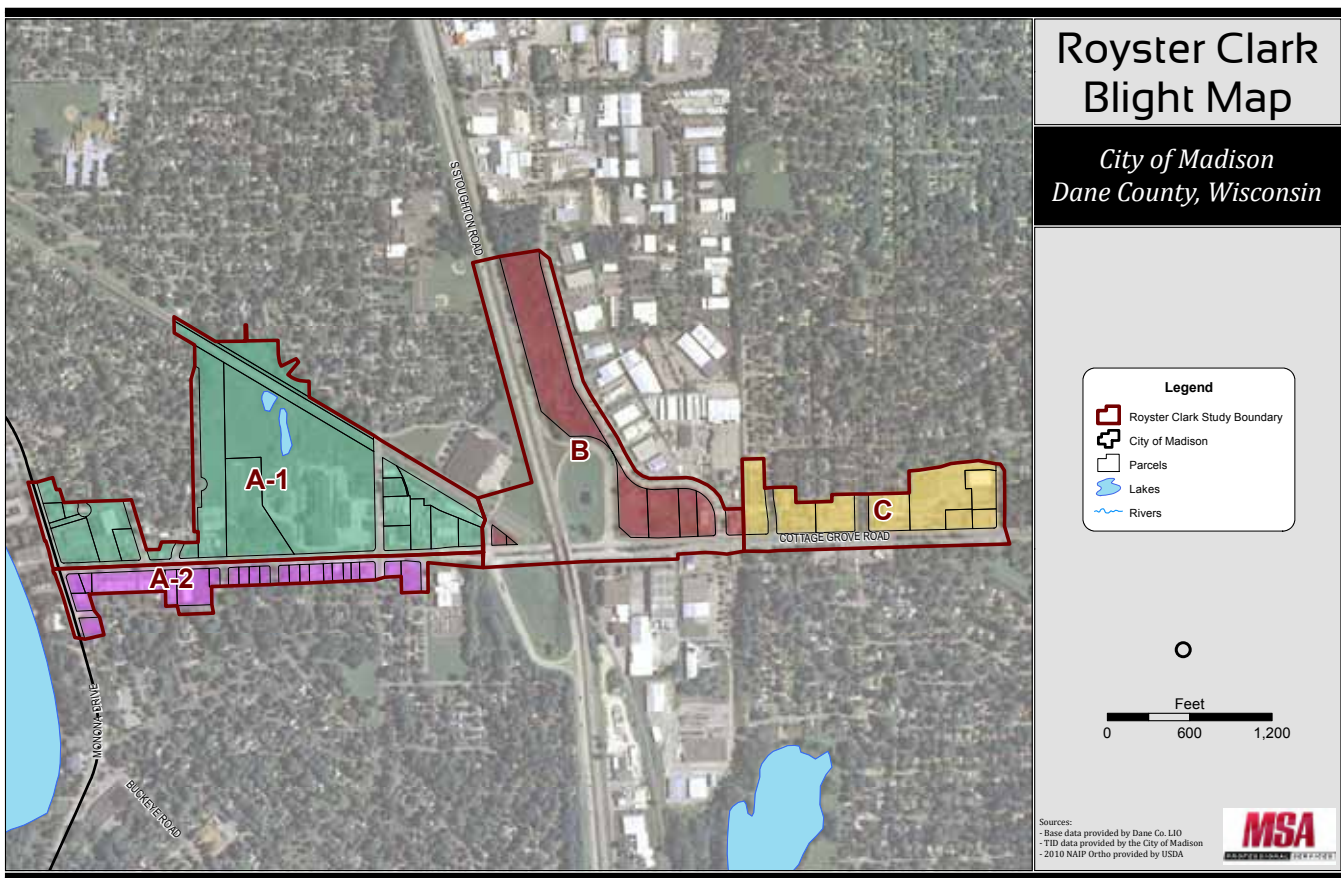 Royster Clark
Blight Map
City of Madison
Dane County, Wisconsin
S STOUGHTON ROAD
B
A-1
C
COTTAGE GROVE ROAD
A-2
MONONA DRIVE
BUCKEYE ROAD
Legend
Royster Clark Study Boundary
City of Madison
Parcels
Lakes
Rivers
Feet
0 600 1,200
Sources:
- Base data provided by Dane Co. LIO
- TID data provided by the City of Madison
- 2010 NAIP Ortho provided by USDA
MSA